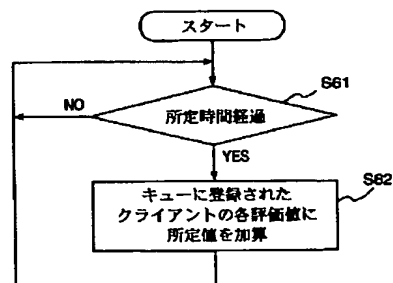 スタート
S61
NO
所定時間経過
YES
S62
キューに登録された
クライアントの各評価値に
所定値を加算